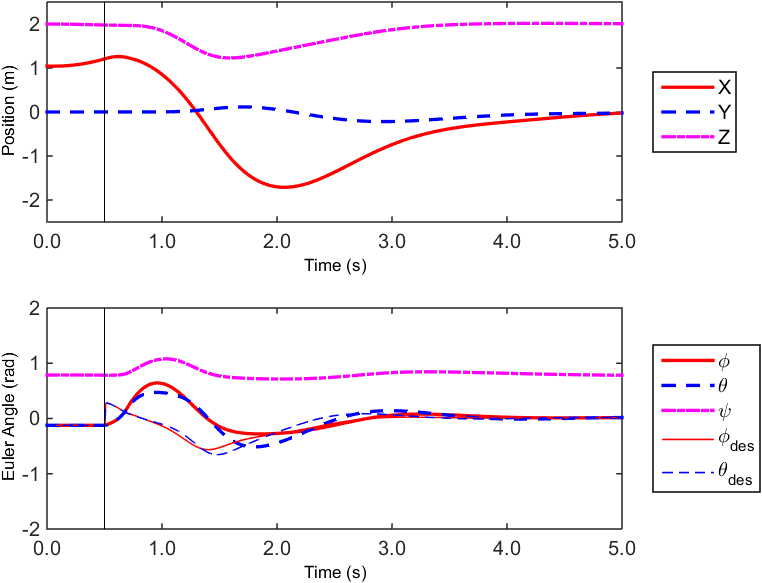 2
1
0
-1
-2
Position (m)
0.0 1.0 2.0 3.0 4.0 5.0
Time (s)
X
Y
Z
2
1
0
-1
-2
Euler Angle (rad)
0.0 1.0 2.0 3.0 4.0 5.0
Time (s)
ϕ
θ
ψ
ϕdes
θdes